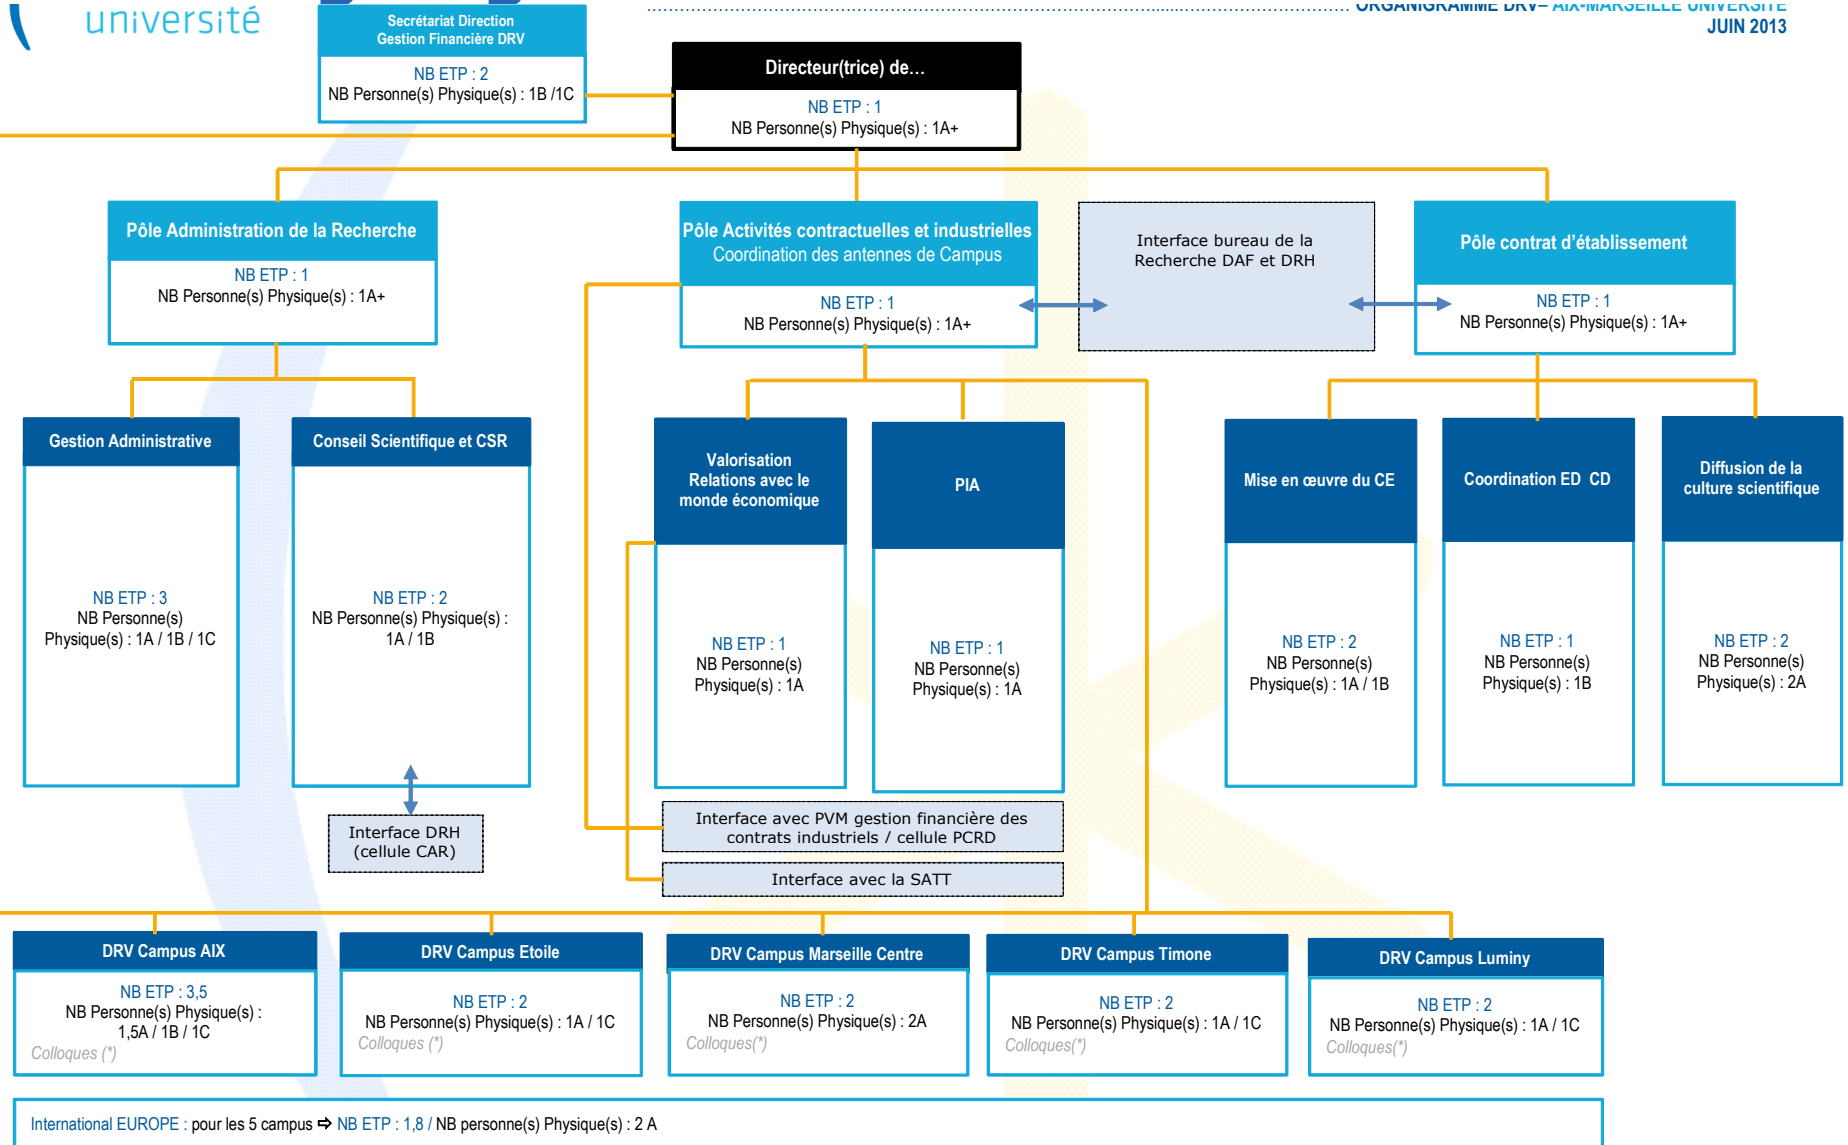 université
ORGANIGRAMME DRV– AIX-MARSEILLE UNIVERSITE
JUIN 2013
Secrétariat Direction
Gestion Financière DRV
NB ETP : 2
NB Personne(s) Physique(s) : 1B /1C
Directeur(trice) de…
NB ETP : 1
NB Personne(s) Physique(s) : 1A+
Pôle Administration de la Recherche
NB ETP : 1
NB Personne(s) Physique(s) : 1A+
Pôle Activités contractuelles et industrielles
Coordination des antennes de Campus
NB ETP : 1
NB Personne(s) Physique(s) : 1A+
Interface bureau de la
Recherche DAF et DRH
Pôle contrat d’établissement
NB ETP : 1
NB Personne(s) Physique(s) : 1A+
Gestion Administrative
NB ETP : 3
NB Personne(s)
Physique(s) : 1A / 1B / 1C
Conseil Scientifique et CSR
NB ETP : 2
NB Personne(s) Physique(s) :
1A / 1B
Interface DRH
(cellule CAR)
Valorisation
Relations avec le
monde économique
NB ETP : 1
NB Personne(s)
Physique(s) : 1A
PIA
NB ETP : 1
NB Personne(s)
Physique(s) : 1A
Interface avec PVM gestion financière des
contrats industriels / cellule PCRD
Interface avec la SATT
Mise en œuvre du CE
NB ETP : 2
NB Personne(s)
Physique(s) : 1A / 1B
Coordination ED CD
NB ETP : 1
NB Personne(s)
Physique(s) : 1B
Diffusion de la
culture scientifique
NB ETP : 2
NB Personne(s)
Physique(s) : 2A
DRV Campus AIX
NB ETP : 3,5
NB Personne(s) Physique(s) :
1,5A / 1B / 1C
Colloques (*)
DRV Campus Etoile
NB ETP : 2
NB Personne(s) Physique(s) : 1A / 1C
Colloques (*)
DRV Campus Marseille Centre
NB ETP : 2
NB Personne(s) Physique(s) : 2A
Colloques(*)
DRV Campus Timone
NB ETP : 2
NB Personne(s) Physique(s) : 1A / 1C
Colloques(*)
DRV Campus Luminy
NB ETP : 2
NB Personne(s) Physique(s) : 1A / 1C
Colloques(*)
International EUROPE : pour les 5 campus ⇨ NB ETP : 1,8 / NB personne(s) Physique(s) : 2 A